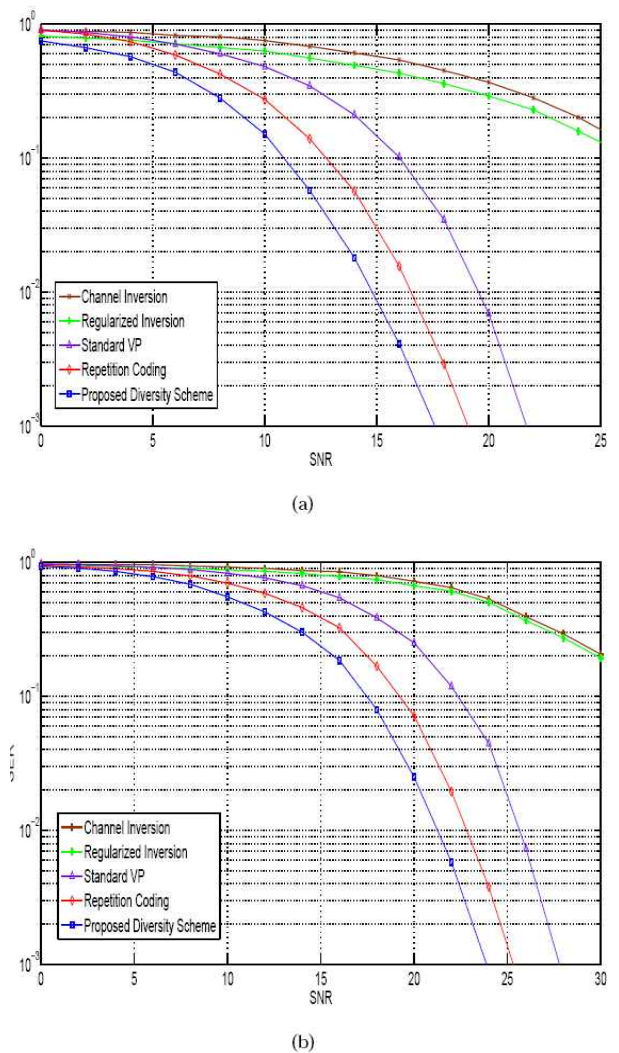 10^0
10^-1
10^-2
10^-3
Channel Inversion
Regularized Inversion
Standard VP
Repetition Coding
Proposed Diversity Scheme
0 5 10 15 20 25
SNR
(a)
10^0
10^-1
10^-2
10^-3
Channel Inversion
Regularized Inversion
Standard VP
Repetition Coding
Proposed Diversity Scheme
0 5 10 15 20 25 30
SNR
(b)